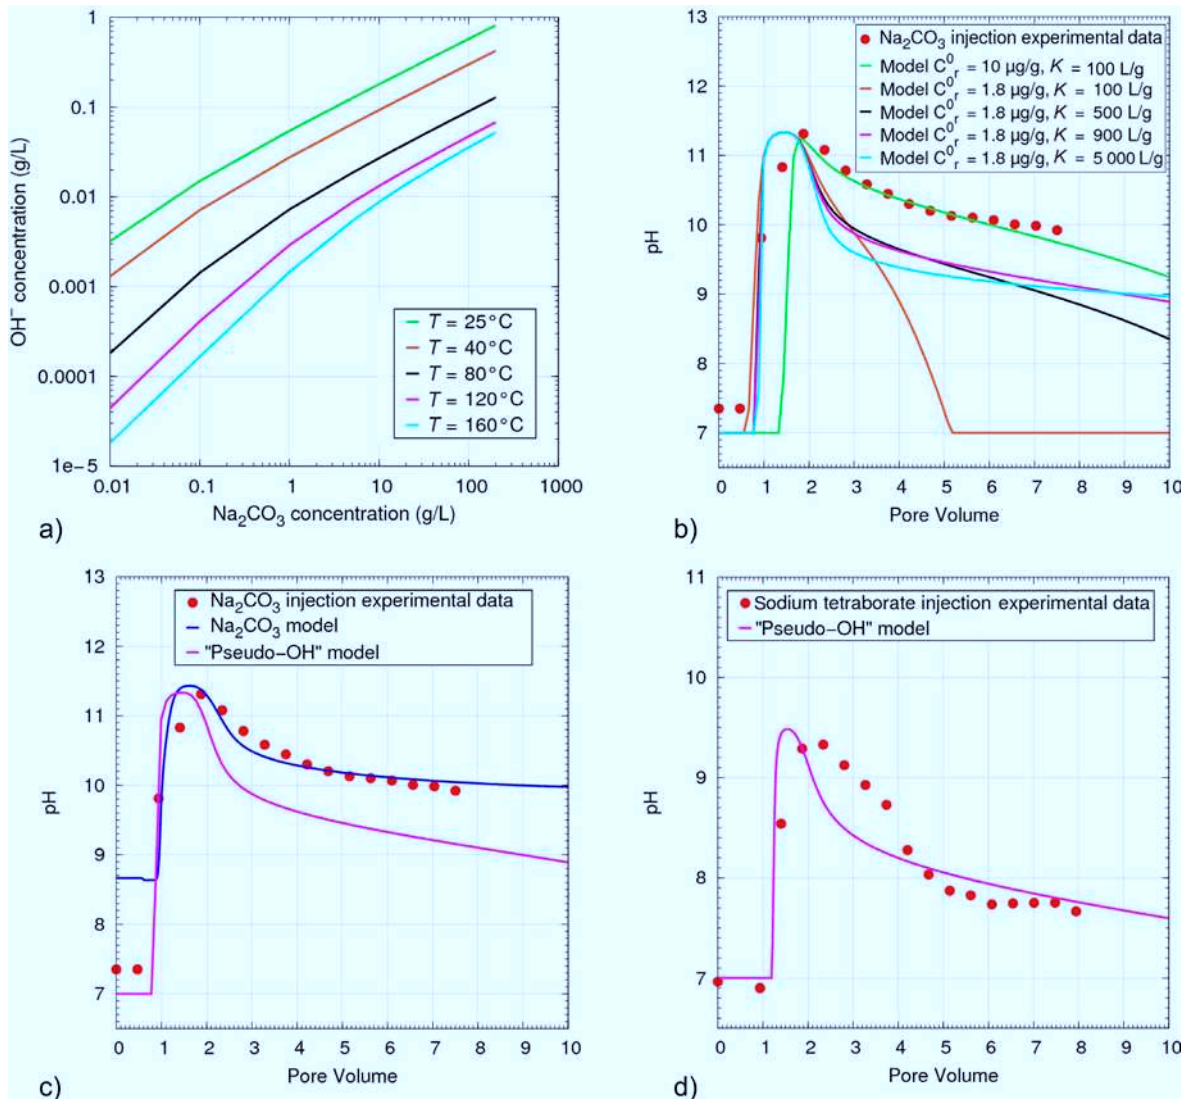 1
0.1
0.01
0.001
0.0001
1e-5
OH⁻ concentration (g/L)
T = 25°C
T = 40°C
T = 80°C
T = 120°C
T = 160°C
0.01 0.1 1 10 100 1000
Na₂CO₃ concentration (g/L)
a)
13
12
11
10
9
8
7
pH
Na₂CO₃ injection experimental data
Model C⁰ᵣ = 10 µg/g, K = 100 L/g
Model C⁰ᵣ = 1.8 µg/g, K = 100 L/g
Model C⁰ᵣ = 1.8 µg/g, K = 500 L/g
Model C⁰ᵣ = 1.8 µg/g, K = 900 L/g
Model C⁰ᵣ = 1.8 µg/g, K = 5 000 L/g
0 1 2 3 4 5 6 7 8 9 10
Pore Volume
b)
13
12
11
10
9
8
7
pH
Na₂CO₃ injection experimental data
Na₂CO₃ model
"Pseudo−OH" model
0 1 2 3 4 5 6 7 8 9 10
Pore Volume
c)
11
10
9
8
7
pH
Sodium tetraborate injection experimental data
"Pseudo−OH" model
0 1 2 3 4 5 6 7 8 9 10
Pore Volume
d)